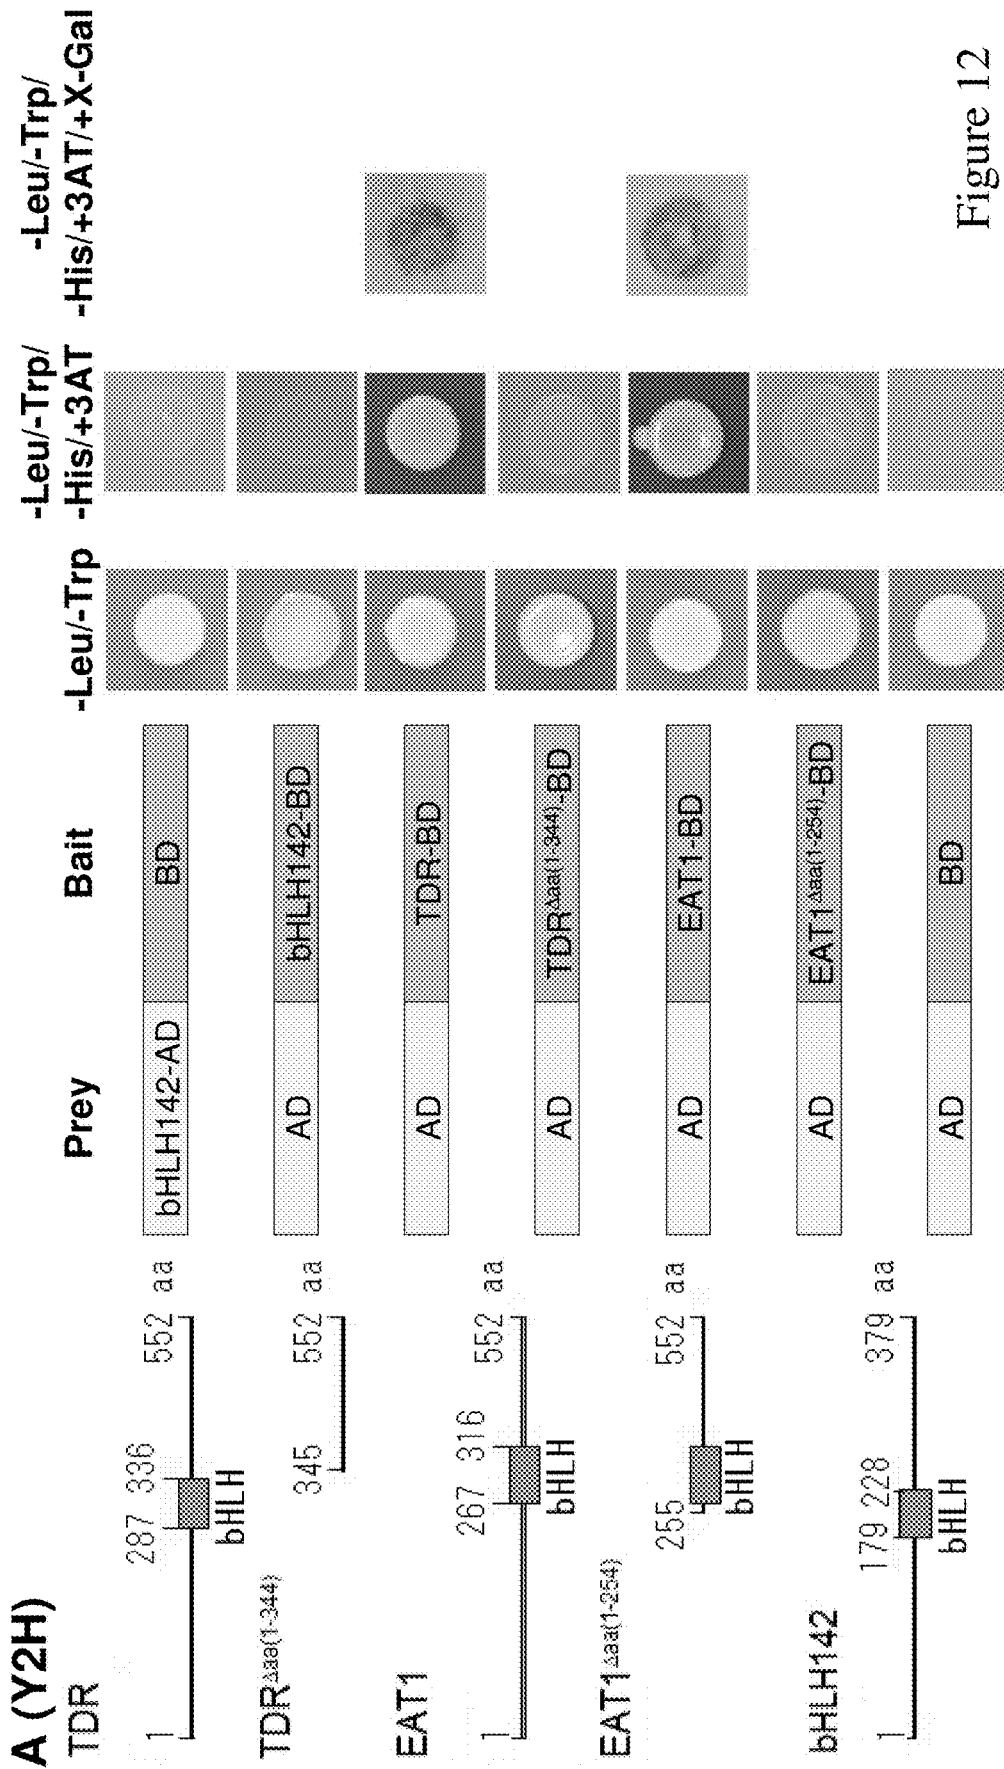 A (Y2H)
TDR
1 287 336 552 aa
bHLH
TDRΔaa(1-344)
345 552 aa
EAT1
1 267 316 552 aa
bHLH
EAT1Δaa(1-254)
255 552 aa
bHLH
bHLH142
1 179 228 379 aa
bHLH
Prey Bait -Leu/-Trp -Leu/-Trp/ -Leu/-Trp/
-His/+3AT -His/+3AT/+X-Gal
bHLH142-AD BD
AD bHLH142-BD
AD TDR-BD
AD TDRΔaa(1-344)-BD
AD EAT1-BD
AD EAT1Δaa(1-254)-BD
AD BD
Figure 12